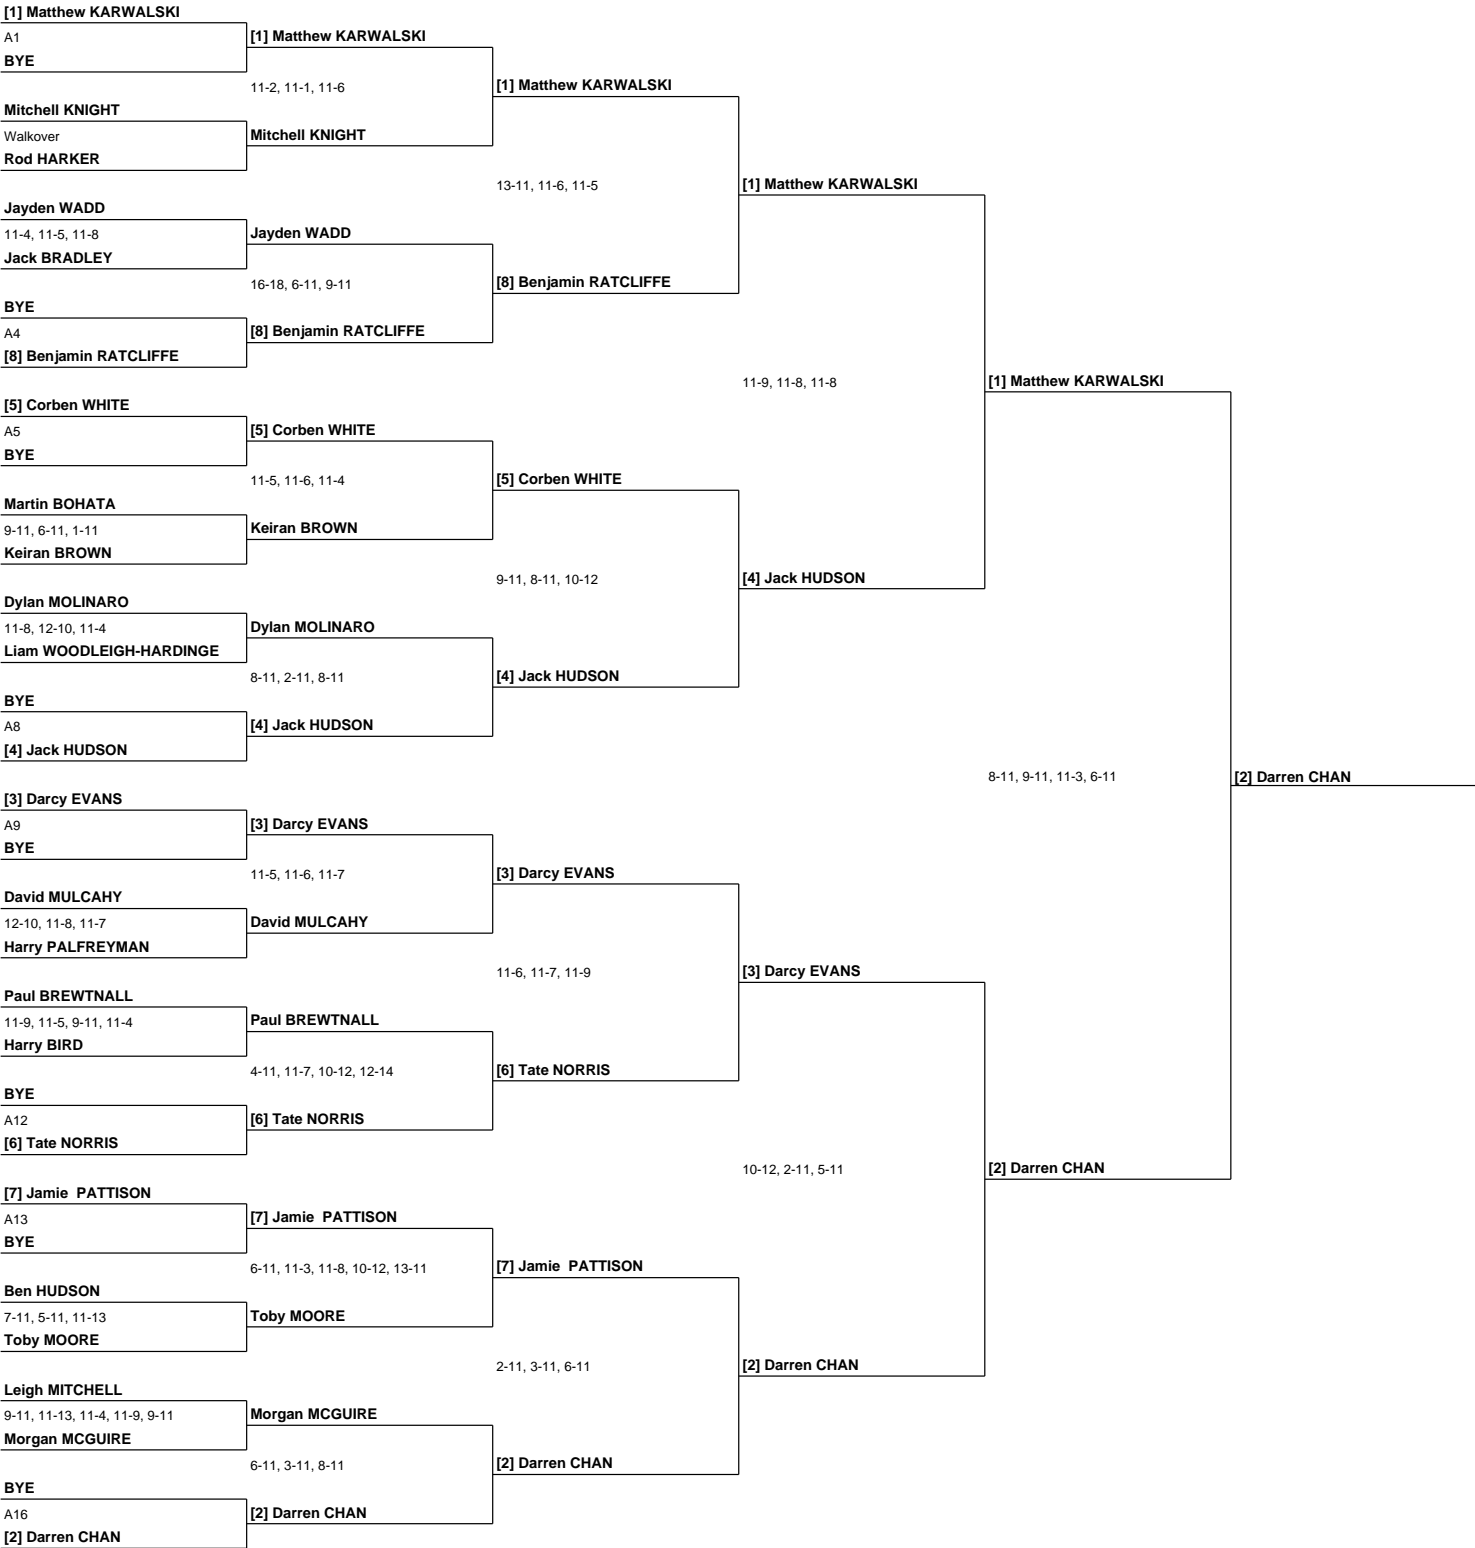 [1] Matthew KARWALSKI
A1
[1] Matthew KARWALSKI
BYE
11-2, 11-1, 11-6
[1] Matthew KARWALSKI
Mitchell KNIGHT
Walkover
Mitchell KNIGHT
Rod HARKER
13-11, 11-6, 11-5
[1] Matthew KARWALSKI
Jayden WADD
11-4, 11-5, 11-8
Jayden WADD
Jack BRADLEY
16-18, 6-11, 9-11
[8] Benjamin RATCLIFFE
BYE
A4
[8] Benjamin RATCLIFFE
[8] Benjamin RATCLIFFE
11-9, 11-8, 11-8
[1] Matthew KARWALSKI
[5] Corben WHITE
A5
[5] Corben WHITE
BYE
11-5, 11-6, 11-4
[5] Corben WHITE
Martin BOHATA
9-11, 6-11, 1-11
Keiran BROWN
Keiran BROWN
9-11, 8-11, 10-12
[4] Jack HUDSON
Dylan MOLINARO
11-8, 12-10, 11-4
Dylan MOLINARO
Liam WOODLEIGH-HARDINGE
8-11, 2-11, 8-11
[4] Jack HUDSON
BYE
A8
[4] Jack HUDSON
[4] Jack HUDSON
8-11, 9-11, 11-3, 6-11
[2] Darren CHAN
[3] Darcy EVANS
A9
[3] Darcy EVANS
BYE
11-5, 11-6, 11-7
[3] Darcy EVANS
David MULCAHY
12-10, 11-8, 11-7
David MULCAHY
Harry PALFREYMAN
11-6, 11-7, 11-9
[3] Darcy EVANS
Paul BREWTNALL
11-9, 11-5, 9-11, 11-4
Paul BREWTNALL
Harry BIRD
4-11, 11-7, 10-12, 12-14
[6] Tate NORRIS
BYE
A12
[6] Tate NORRIS
[6] Tate NORRIS
10-12, 2-11, 5-11
[2] Darren CHAN
[7] Jamie  PATTISON
A13
[7] Jamie  PATTISON
BYE
6-11, 11-3, 11-8, 10-12, 13-11
[7] Jamie  PATTISON
Ben HUDSON
7-11, 5-11, 11-13
Toby MOORE
Toby MOORE
2-11, 3-11, 6-11
[2] Darren CHAN
Leigh MITCHELL
9-11, 11-13, 11-4, 11-9, 9-11
Morgan MCGUIRE
Morgan MCGUIRE
6-11, 3-11, 8-11
[2] Darren CHAN
BYE
A16
[2] Darren CHAN
[2] Darren CHAN